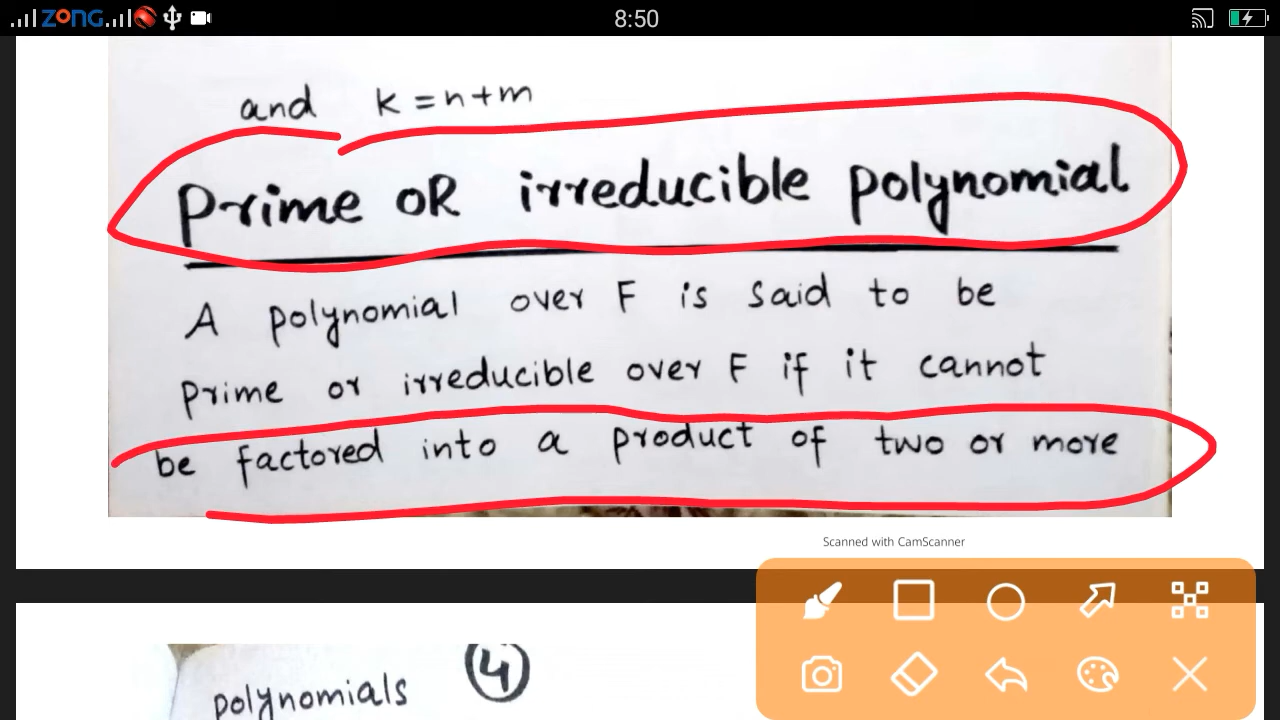 zong
8:50
and k = n+m
Prime OR irreducible polynomial
A polynomial over F is said to be
Prime or irreducible over F if it cannot
be factored into a product of two or more
Scanned with CamScanner
polynomials 4